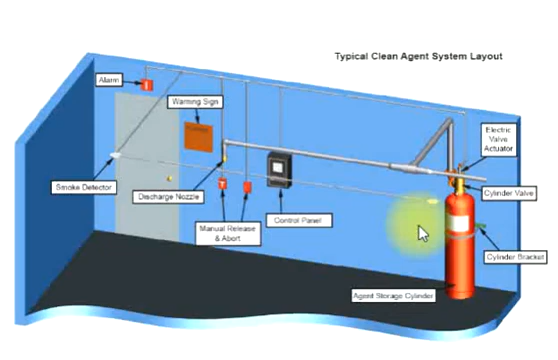 Typical Clean Agent System Layout
Alarm
Warning Sign
Electric
Valve
Actuator
Smoke Detector
Discharge Nozzle
Cylinder Valve
Manual Release
& Abort
Control Panel
Cylinder Bracket
Agent Storage Cylinder